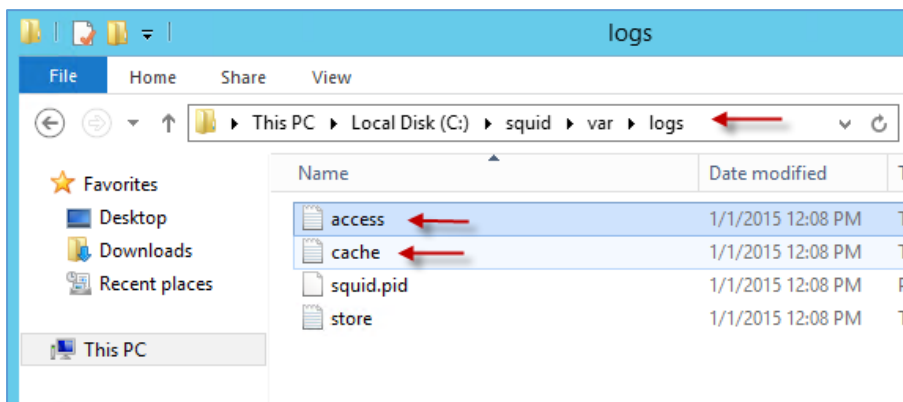 logs
File Home Share View
This PC Local Disk (C:) squid var logs
Name Date modified
Favorites
Desktop
Downloads
Recent places
This PC
access 1/1/2015 12:08 PM
cache 1/1/2015 12:08 PM
squid.pid 1/1/2015 12:08 PM
store 1/1/2015 12:08 PM